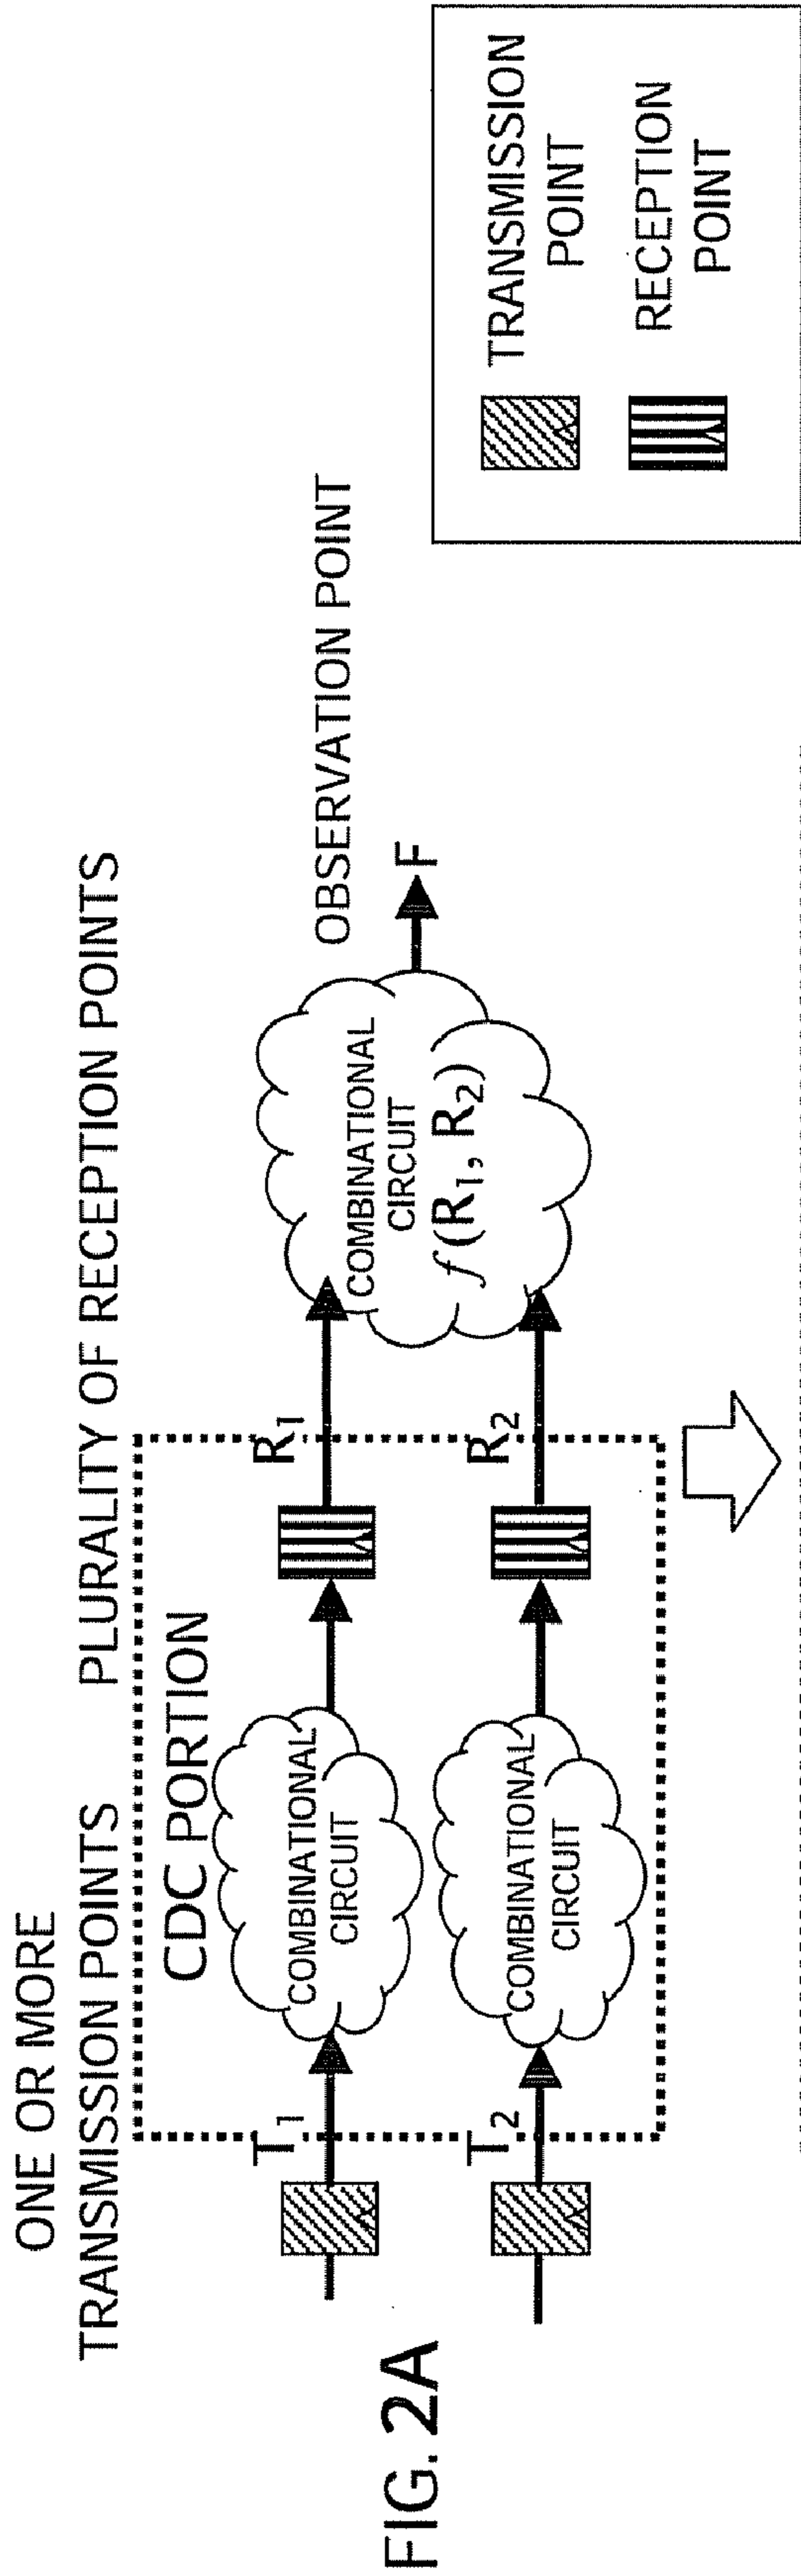 FIG. 2A
ONE OR MORE
TRANSMISSION POINTS
PLURALITY OF RECEPTION POINTS
CDC PORTION
T1
COMBINATIONAL
CIRCUIT
R1
T2
COMBINATIONAL
CIRCUIT
R2
COMBINATIONAL
CIRCUIT
f(R1, R2)
OBSERVATION POINT
F
TRANSMISSION
POINT
RECEPTION
POINT